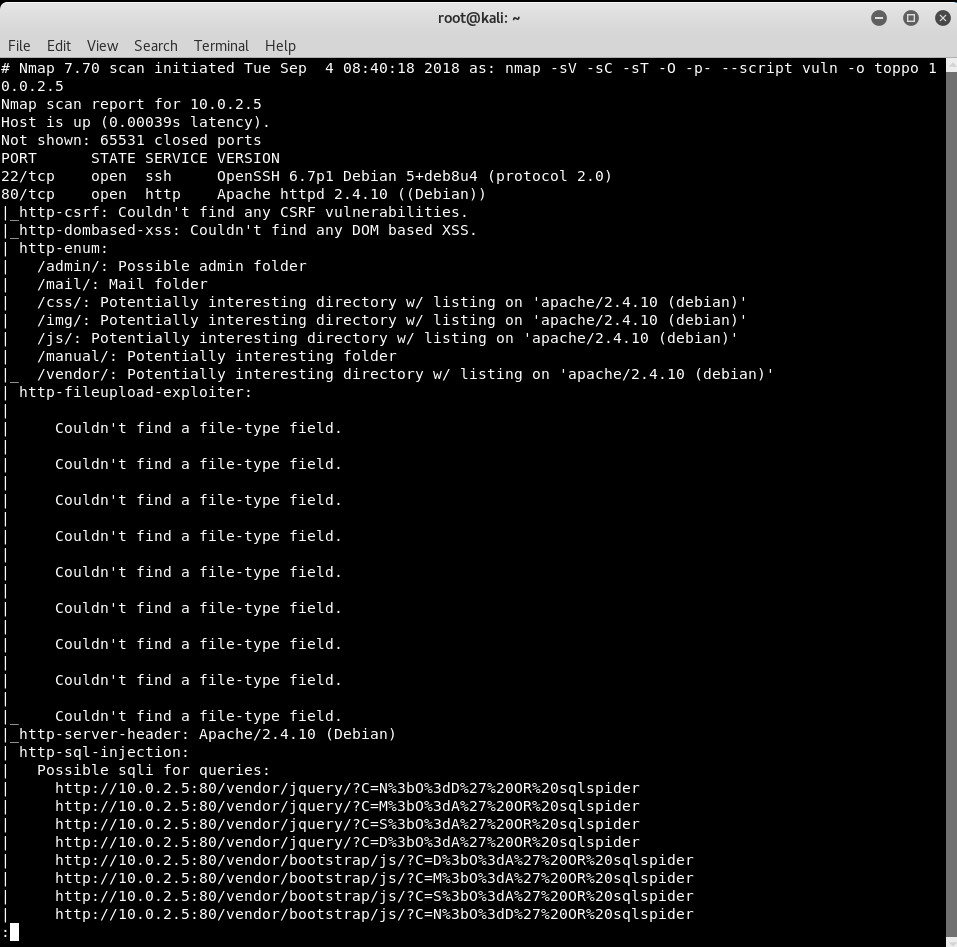 root@kali: ~
File Edit View Search Terminal Help
# Nmap 7.70 scan initiated Tue Sep  4 08:40:18 2018 as: nmap -sV -sC -sT -O -p- --script vuln -o toppo 1
0.0.2.5
Nmap scan report for 10.0.2.5
Host is up (0.00039s latency).
Not shown: 65531 closed ports
PORT      STATE SERVICE VERSION
22/tcp    open  ssh     OpenSSH 6.7p1 Debian 5+deb8u4 (protocol 2.0)
80/tcp    open  http    Apache httpd 2.4.10 ((Debian))
|_http-csrf: Couldn't find any CSRF vulnerabilities.
|_http-dombased-xss: Couldn't find any DOM based XSS.
| http-enum:
|   /admin/: Possible admin folder
|   /mail/: Mail folder
|   /css/: Potentially interesting directory w/ listing on 'apache/2.4.10 (debian)'
|   /img/: Potentially interesting directory w/ listing on 'apache/2.4.10 (debian)'
|   /js/: Potentially interesting directory w/ listing on 'apache/2.4.10 (debian)'
|   /manual/: Potentially interesting folder
|_  /vendor/: Potentially interesting directory w/ listing on 'apache/2.4.10 (debian)'
| http-fileupload-exploiter:
|
|     Couldn't find a file-type field.
|
|     Couldn't find a file-type field.
|
|     Couldn't find a file-type field.
|
|     Couldn't find a file-type field.
|
|     Couldn't find a file-type field.
|
|     Couldn't find a file-type field.
|
|     Couldn't find a file-type field.
|
|     Couldn't find a file-type field.
|
|_    Couldn't find a file-type field.
|_http-server-header: Apache/2.4.10 (Debian)
| http-sql-injection:
|   Possible sqli for queries:
|     http://10.0.2.5:80/vendor/jquery/?C=N%3bO%3dD%27%20OR%20sqlspider
|     http://10.0.2.5:80/vendor/jquery/?C=M%3bO%3dA%27%20OR%20sqlspider
|     http://10.0.2.5:80/vendor/jquery/?C=S%3bO%3dA%27%20OR%20sqlspider
|     http://10.0.2.5:80/vendor/jquery/?C=D%3bO%3dA%27%20OR%20sqlspider
|     http://10.0.2.5:80/vendor/bootstrap/js/?C=D%3bO%3dA%27%20OR%20sqlspider
|     http://10.0.2.5:80/vendor/bootstrap/js/?C=M%3bO%3dA%27%20OR%20sqlspider
|     http://10.0.2.5:80/vendor/bootstrap/js/?C=S%3bO%3dA%27%20OR%20sqlspider
|     http://10.0.2.5:80/vendor/bootstrap/js/?C=N%3bO%3dD%27%20OR%20sqlspider
: